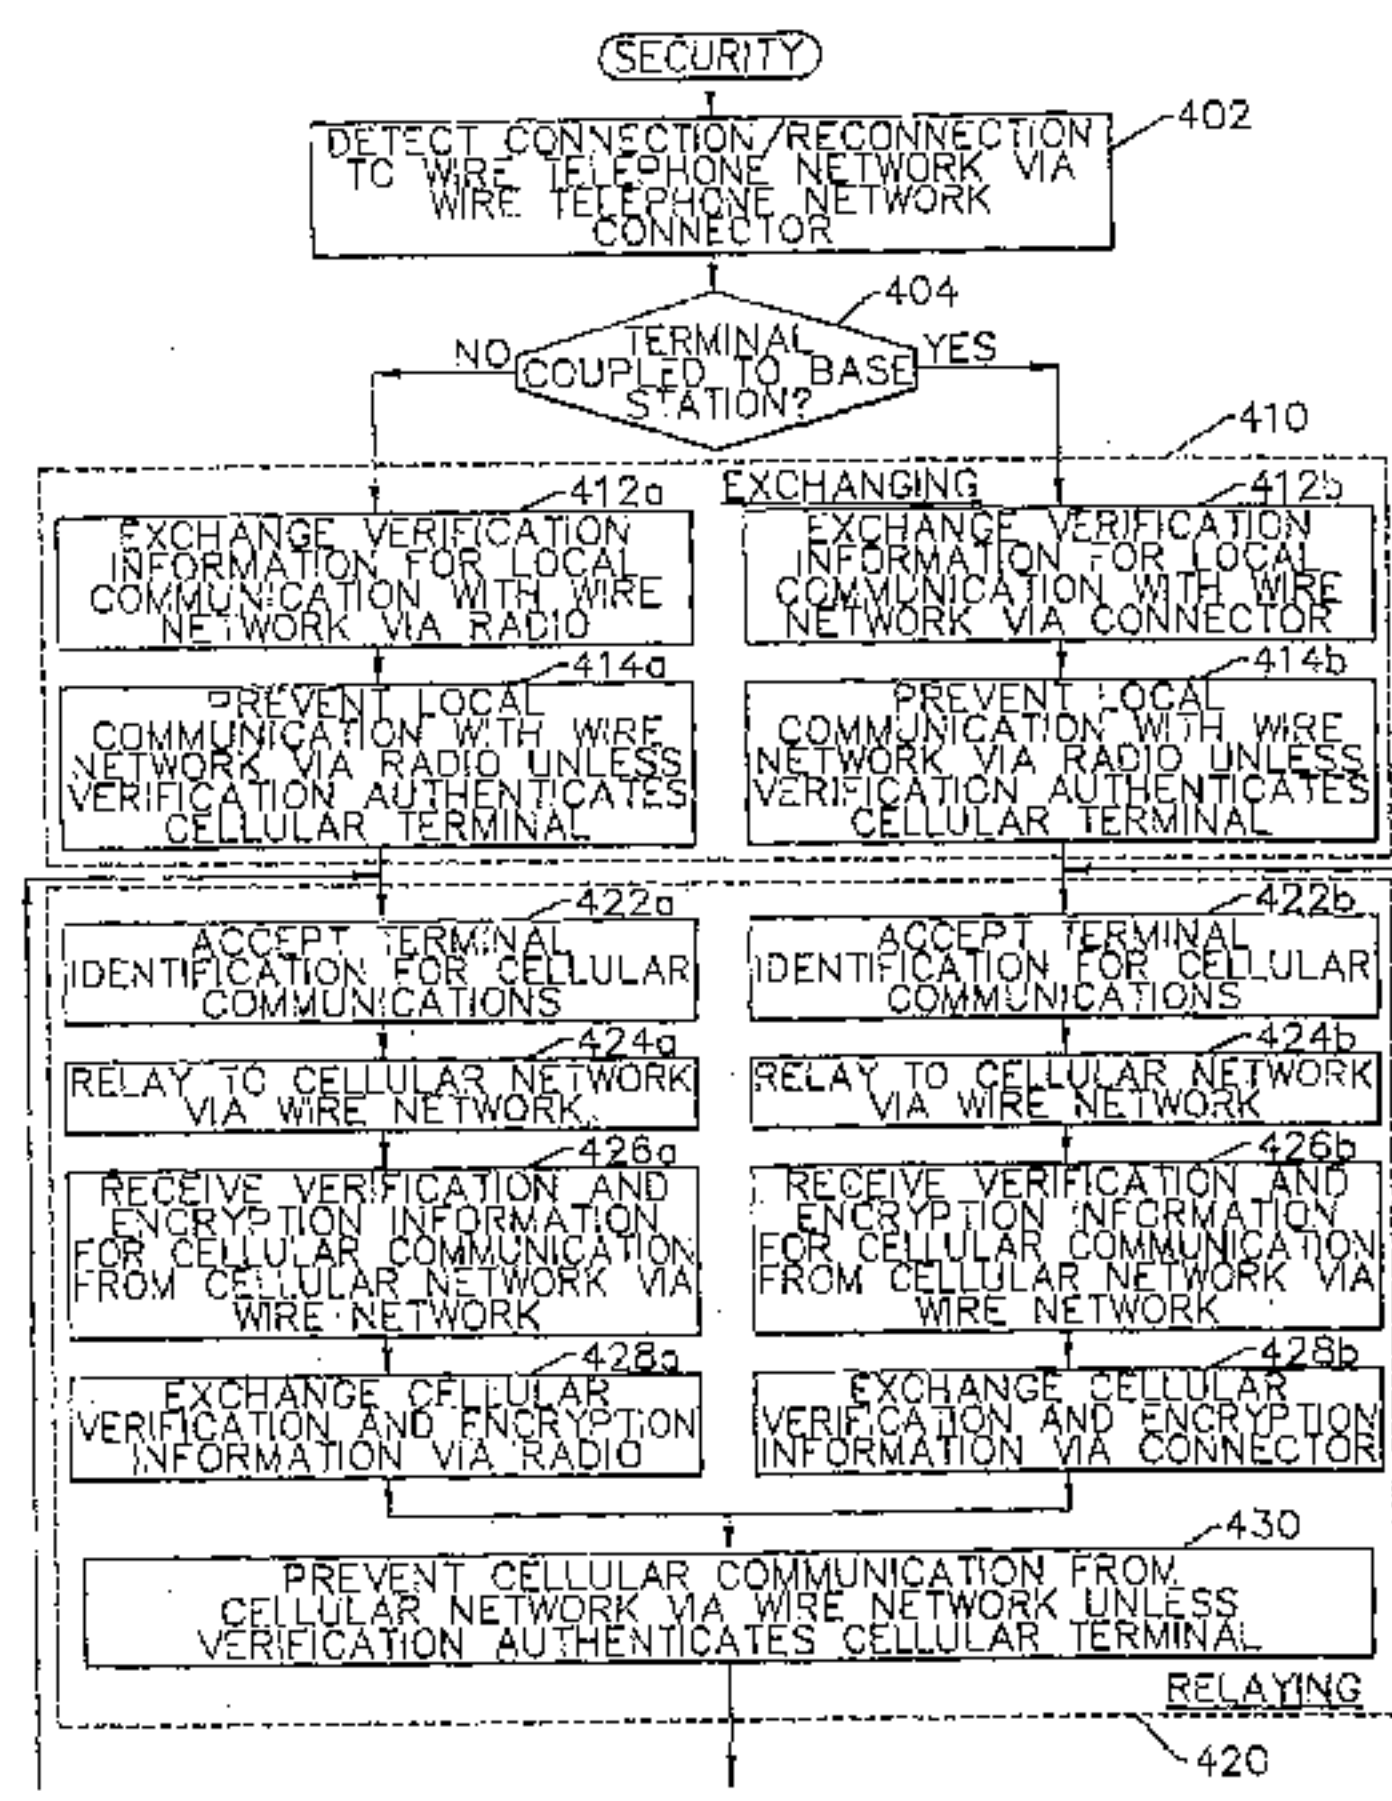 SECURITY
402
DETECT CONNECTION/RECONNECTION
TO WIRE TELEPHONE NETWORK VIA
WIRE TELEPHONE NETWORK
CONNECTOR
404
NO
TERMINAL
COUPLED TO BASE
STATION?
YES
410
EXCHANGING
412a
EXCHANGE VERIFICATION
INFORMATION FOR LOCAL
COMMUNICATION WITH WIRE
NETWORK VIA RADIO
412b
EXCHANGE VERIFICATION
INFORMATION FOR LOCAL
COMMUNICATION WITH WIRE
NETWORK VIA CONNECTOR
414a
PREVENT LOCAL
COMMUNICATION WITH WIRE
NETWORK VIA RADIO UNLESS
VERIFICATION AUTHENTICATES
CELLULAR TERMINAL
414b
PREVENT LOCAL
COMMUNICATION WITH WIRE
NETWORK VIA RADIO UNLESS
VERIFICATION AUTHENTICATES
CELLULAR TERMINAL
422a
ACCEPT TERMINAL
IDENTIFICATION FOR CELLULAR
COMMUNICATIONS
422b
ACCEPT TERMINAL
IDENTIFICATION FOR CELLULAR
COMMUNICATIONS
424a
RELAY TO CELLULAR NETWORK
VIA WIRE NETWORK
424b
RELAY TO CELLULAR NETWORK
VIA WIRE NETWORK
426a
RECEIVE VERIFICATION AND
ENCRYPTION INFORMATION
FOR CELLULAR COMMUNICATION
FROM CELLULAR NETWORK VIA
WIRE NETWORK
426b
RECEIVE VERIFICATION AND
ENCRYPTION INFORMATION
FOR CELLULAR COMMUNICATION
FROM CELLULAR NETWORK VIA
WIRE NETWORK
428a
EXCHANGE CELLULAR
VERIFICATION AND ENCRYPTION
INFORMATION VIA RADIO
428b
EXCHANGE CELLULAR
VERIFICATION AND ENCRYPTION
INFORMATION VIA CONNECTOR
430
PREVENT CELLULAR COMMUNICATION FROM
CELLULAR NETWORK VIA WIRE NETWORK UNLESS
VERIFICATION AUTHENTICATES CELLULAR TERMINAL
RELAYING
420